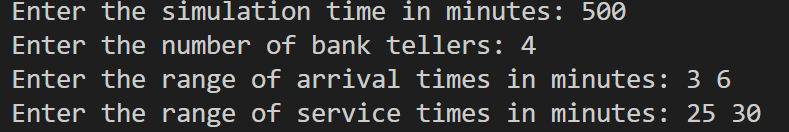 Enter the simulation time in minutes: 500
Enter the number of bank tellers: 4
Enter the range of arrival times in minutes: 3 6
Enter the range of service times in minutes: 25 30